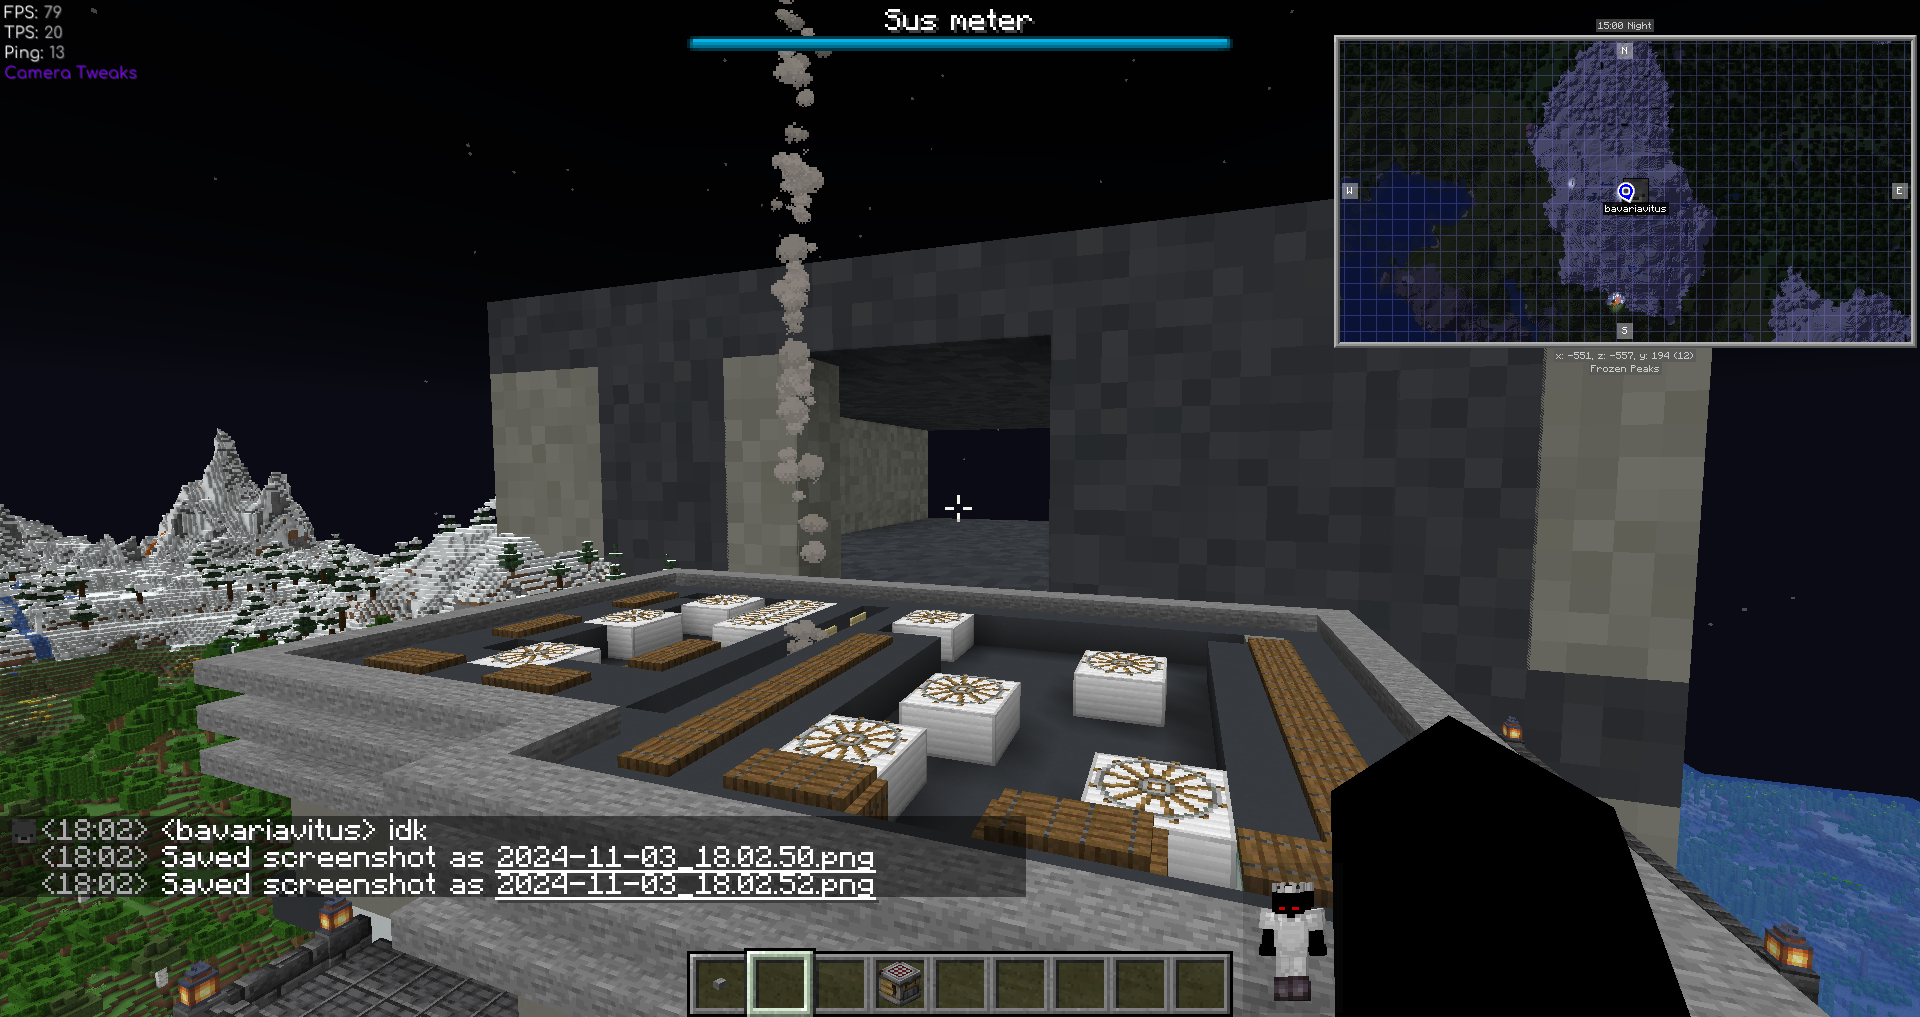 FPS: 79
TPS: 20
Ping: 13
Camera Tweaks
Sus meter
15:00 Night
N
W
E
bavariavitus
S
x: -551, z: -557, y: 194 (12)
Frozen Peaks
<18:02> <bavariavitus> idk
<18:02> Saved screenshot as 2024-11-03_18.02.50.png
<18:02> Saved screenshot as 2024-11-03_18.02.52.png